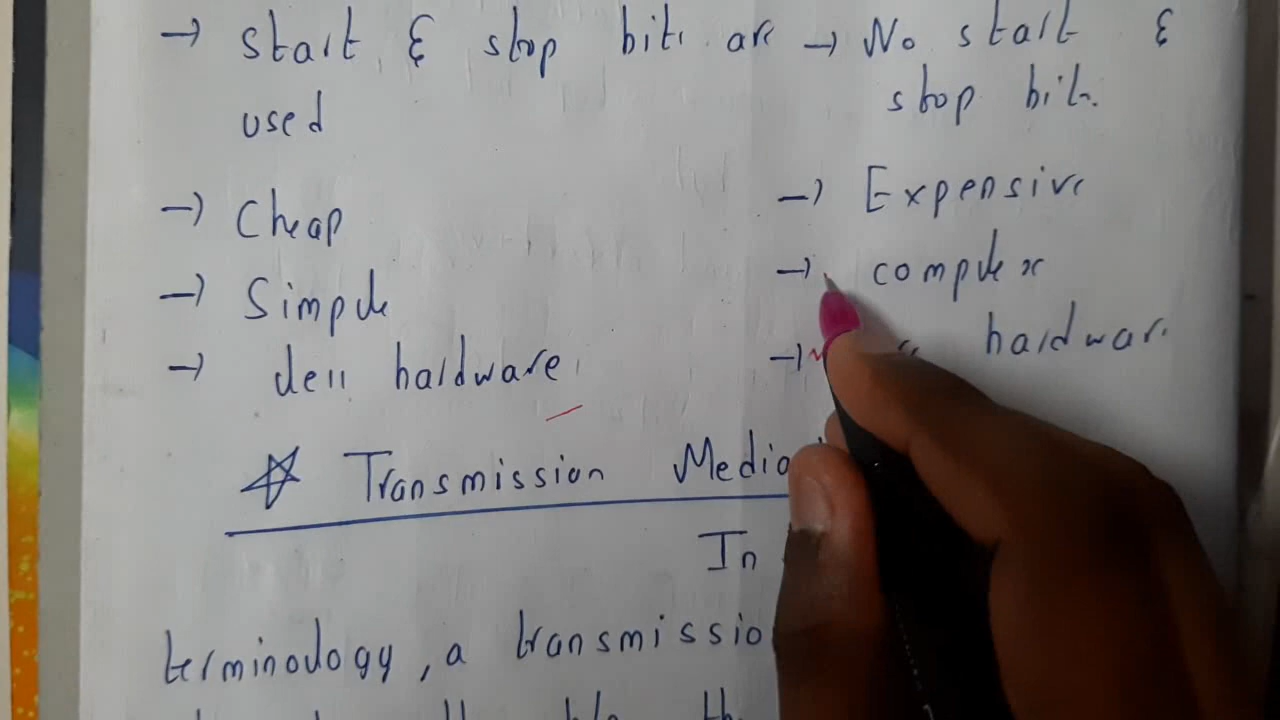 → start & stop bits are → No start &
used stop bits.
→ Cheap → Expensive
→ Simple → complex
→ less hardware → hardware
☆ Transmission Media
In
terminology, a transmissio